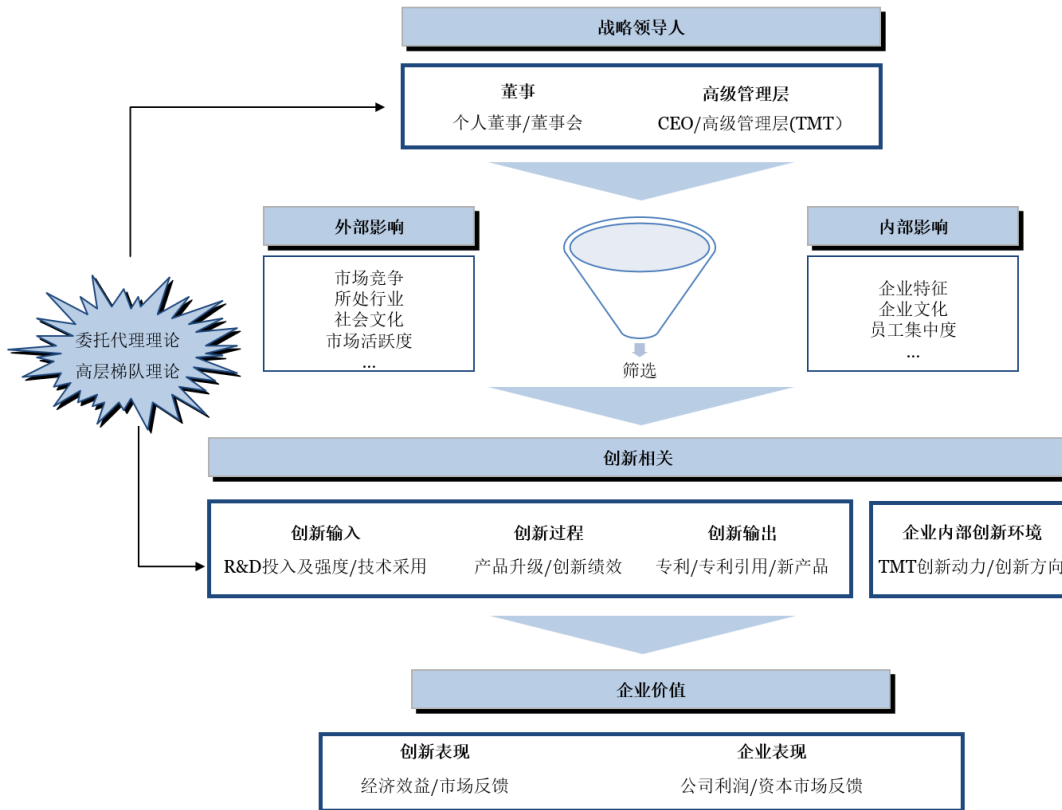 战略领导人
董事
高级管理层
个人董事/董事会
CEO/高级管理层(TMT）
外部影响
内部影响
市场竞争
所处行业
社会文化
市场活跃度
...
企业特征
企业文化
员工集中度
...
委托代理理论
高层梯队理论
筛选
创新相关
创新输入
创新过程
创新输出
企业内部创新环境
R&D投入及强度/技术采用
产品升级/创新绩效
专利/专利引用/新产品
TMT创新动力/创新方向
企业价值
创新表现
企业表现
经济效益/市场反馈
公司利润/资本市场反馈